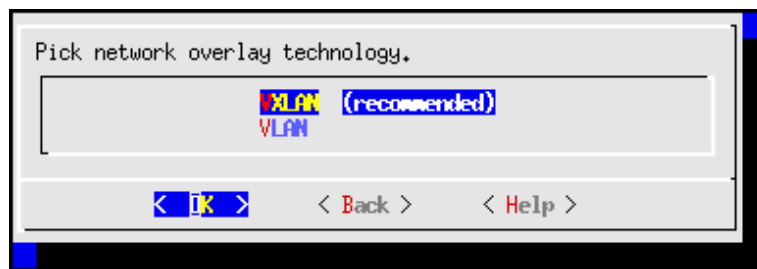 Pick network overlay technology.
VXLAN (recommended)
VLAN
< OK > < Back > < Help >